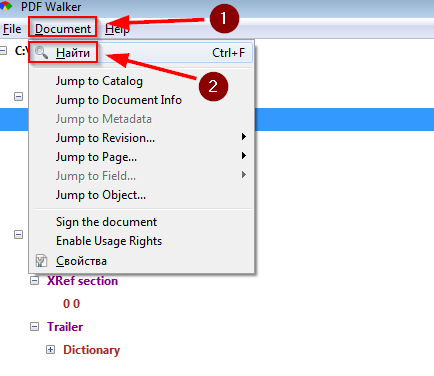 PDF Walker
File Document Help
1
C:\
Найти Ctrl+F
2
Jump to Catalog
Jump to Document Info
Jump to Metadata
Jump to Revision...
Jump to Page...
Jump to Field...
Jump to Object...
Sign the document
Enable Usage Rights
Свойства
XRef section
0 0
Trailer
Dictionary